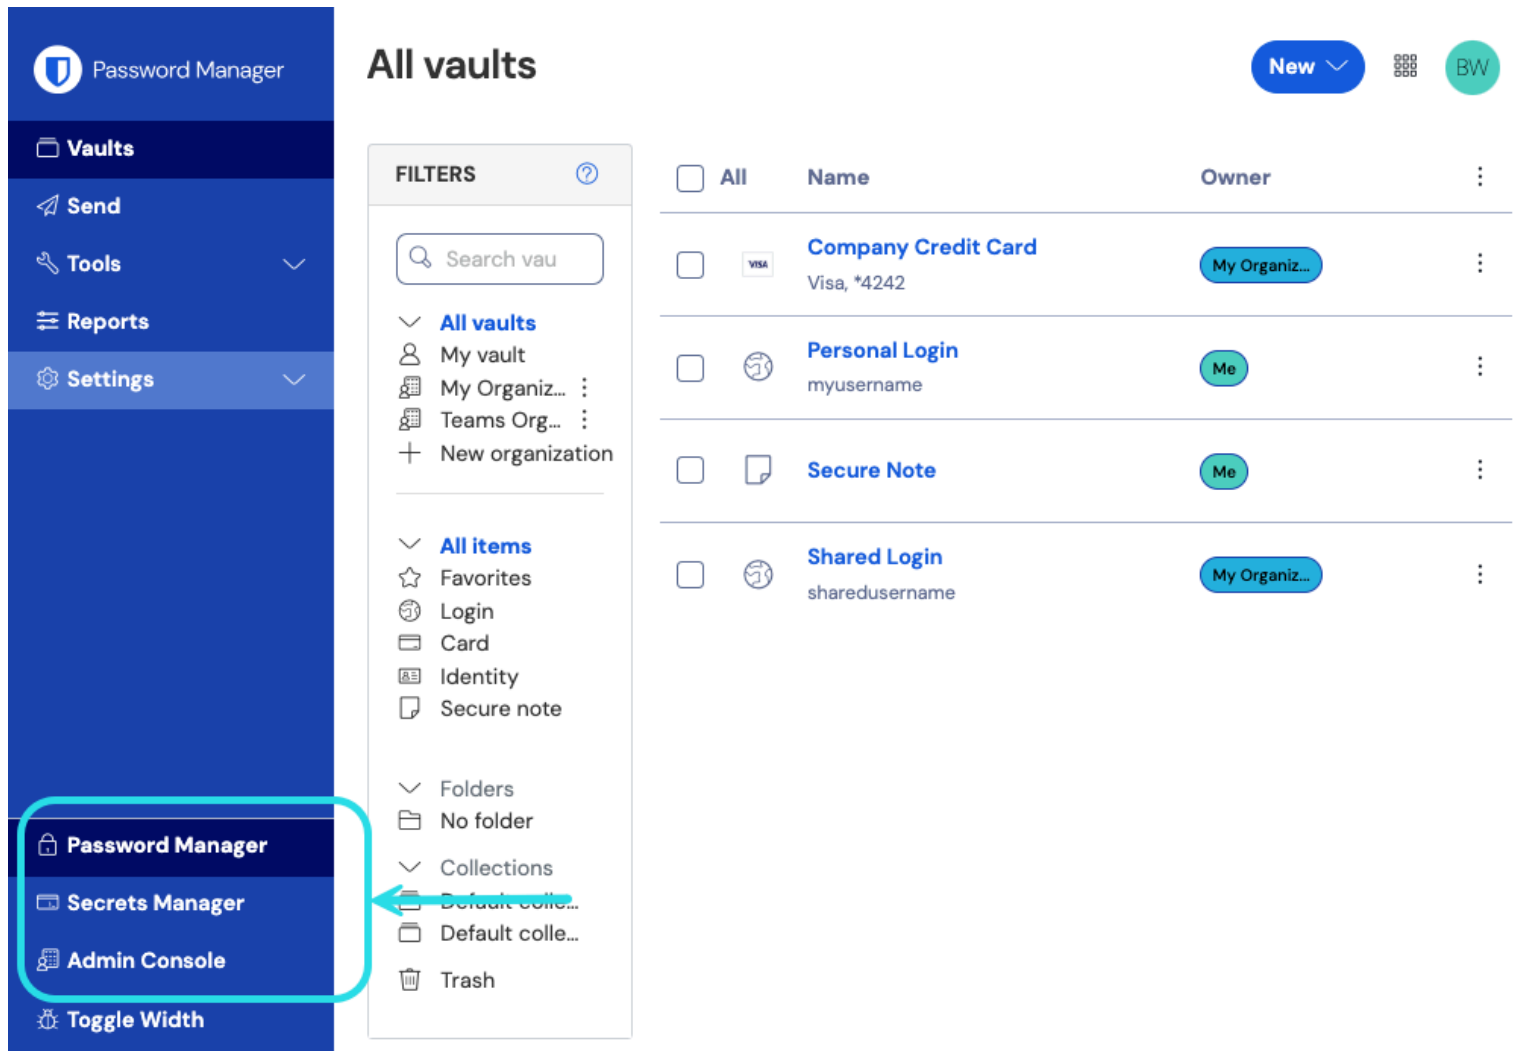 Password Manager
Vaults
Send
Tools
Reports
Settings
Password Manager
Secrets Manager
Admin Console
Toggle Width
All vaults
New
BW
FILTERS
Search vau
All vaults
My vault
My Organiz...
Teams Org...
New organization
All items
Favorites
Login
Card
Identity
Secure note
Folders
No folder
Collections
Default colle...
Default colle...
Trash
All Name Owner
VISA
Company Credit Card
Visa, *4242
My Organiz...
Personal Login
myusername
Me
Secure Note
Me
Shared Login
sharedusername
My Organiz...